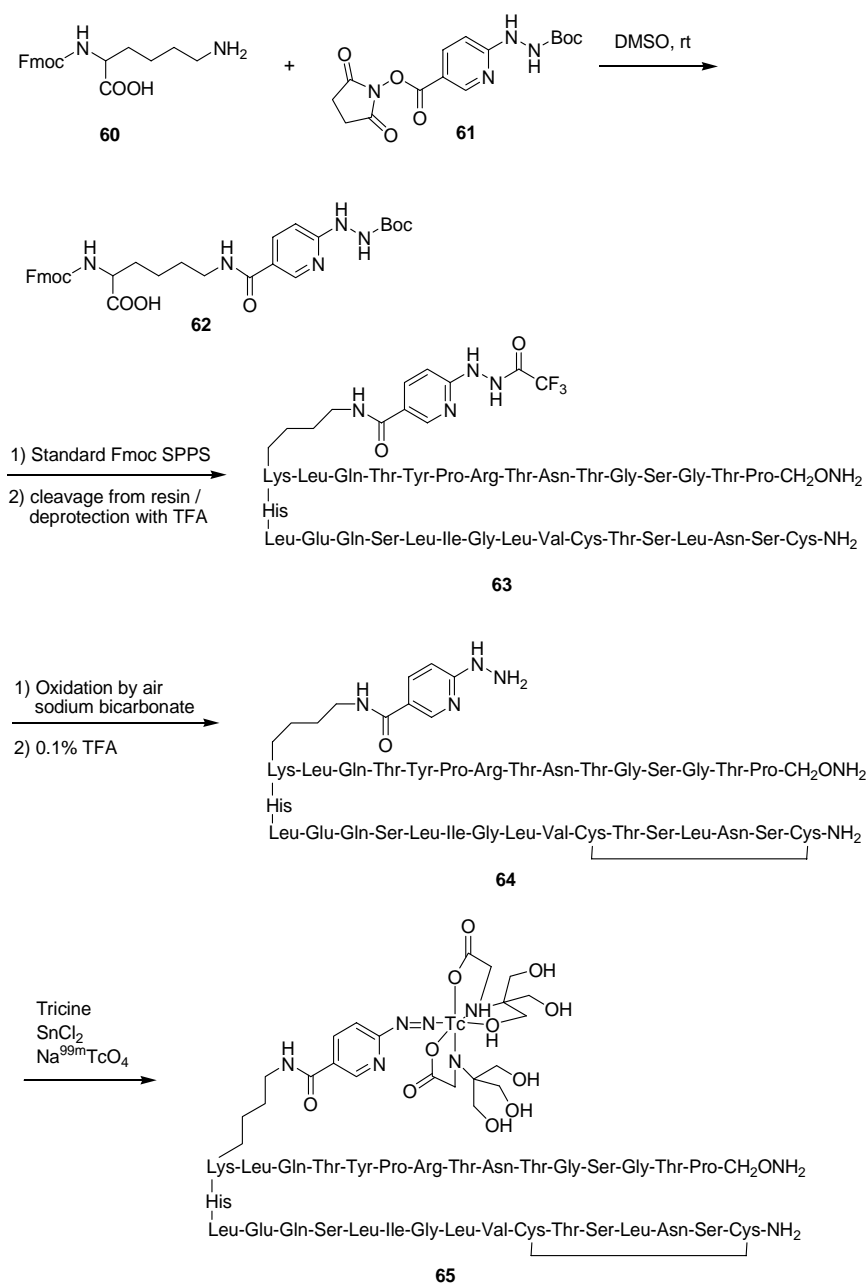 Fmoc H N NH2 COOH
60
+
O N O O O N H N N H Boc
61
DMSO, rt
Fmoc H N COOH H N O N H N N H Boc
62
1) Standard Fmoc SPPS
2) cleavage from resin /
deprotection with TFA
H N O N H N N H O CF3
Lys-Leu-Gln-Thr-Tyr-Pro-Arg-Thr-Asn-Thr-Gly-Ser-Gly-Thr-Pro-CH2ONH2
His
Leu-Glu-Gln-Ser-Leu-Ile-Gly-Leu-Val-Cys-Thr-Ser-Leu-Asn-Ser-Cys-NH2
63
1) Oxidation by air
sodium bicarbonate
2) 0.1% TFA
H N O N H N NH2
Lys-Leu-Gln-Thr-Tyr-Pro-Arg-Thr-Asn-Thr-Gly-Ser-Gly-Thr-Pro-CH2ONH2
His
Leu-Glu-Gln-Ser-Leu-Ile-Gly-Leu-Val-Cys-Thr-Ser-Leu-Asn-Ser-Cys-NH2
64
Tricine
SnCl2
Na99mTcO4
O
O NH OH
OH
N=N Tc O H
H N O N O N OH
O OH
OH
Lys-Leu-Gln-Thr-Tyr-Pro-Arg-Thr-Asn-Thr-Gly-Ser-Gly-Thr-Pro-CH2ONH2
His
Leu-Glu-Gln-Ser-Leu-Ile-Gly-Leu-Val-Cys-Thr-Ser-Leu-Asn-Ser-Cys-NH2
65